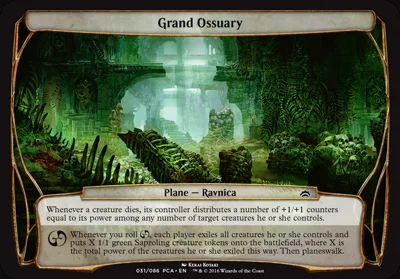 Grand Ossuary
Plane — Ravnica
Whenever a creature dies, its controller distributes a number of +1/+1 counters
equal to its power among any number of target creatures he or she controls.
Whenever you roll , each player exiles all creatures he or she controls and
puts X 1/1 green Saproling creature tokens onto the battlefield, where X is
the total power of the creatures he or she exiled this way. Then planeswalk.
Kekai Kotaki
031/086 PCA • EN ™ & © 2016 Wizards of the Coast